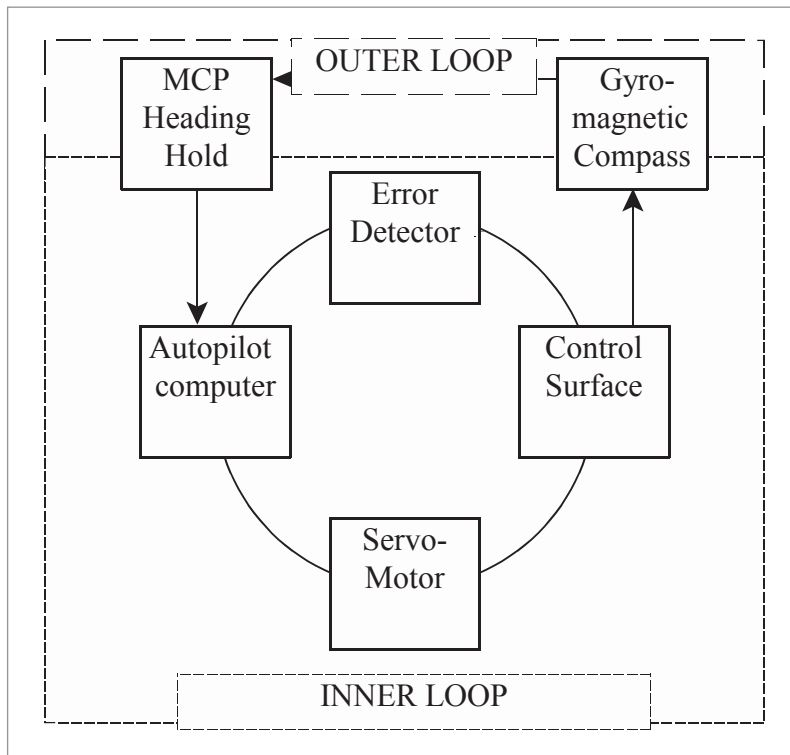 OUTER LOOP
MCP
Heading
Hold
Gyro-
magnetic
Compass
Error
Detector
Autopilot
computer
Control
Surface
Servo-
Motor
INNER LOOP